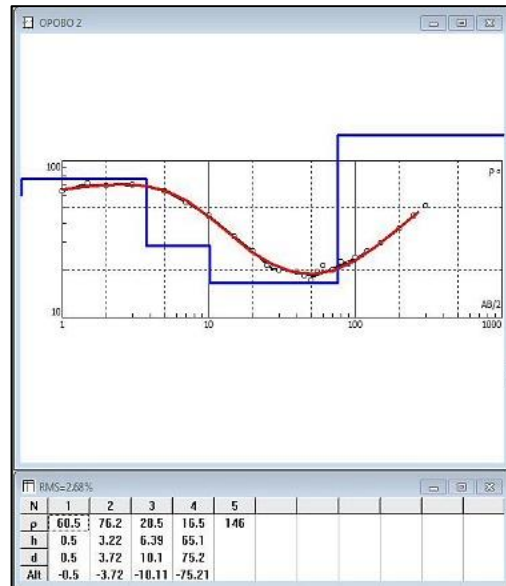 OPOBO 2
100
ρa
10
AB/2
1
10
100
1000
RMS=2.68%
N 1 2 3 4 5
ρ 60.5 76.2 28.5 16.5 146
h 0.5 3.22 6.39 65.1
d 0.5 3.72 10.1 75.2
Alt -0.5 -3.72 -10.11 -75.21